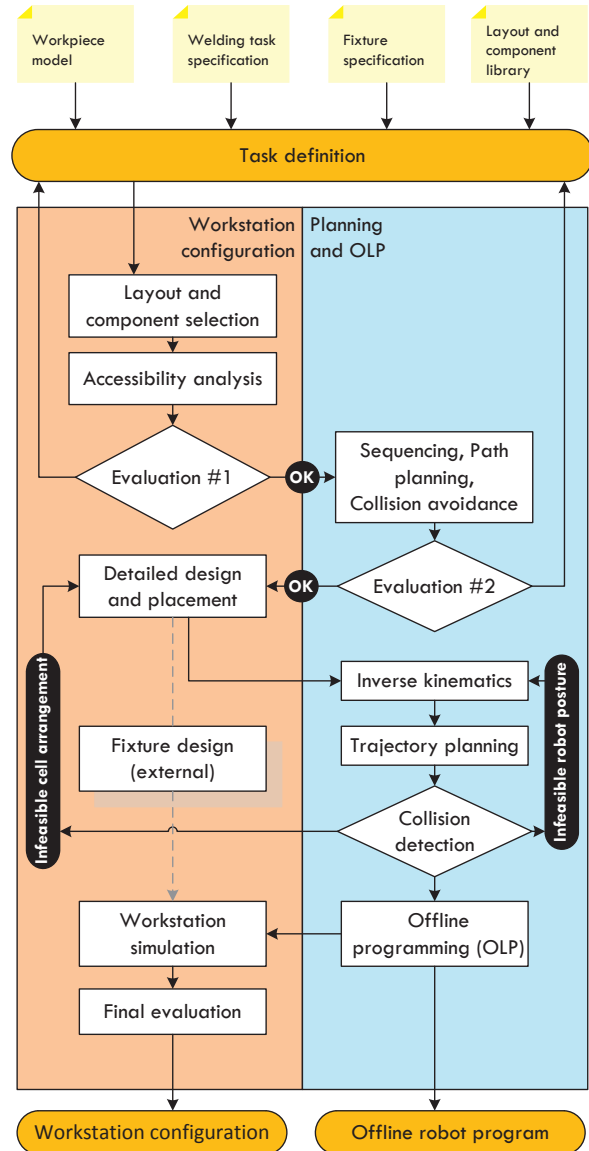 Workpiece
model
Welding task
specification
Fixture
specification
Layout and
component
library
Task definition
Workstation
configuration
Planning
and OLP
Layout and
component selection
Accessibility analysis
Evaluation #1
OK
Sequencing, Path
planning,
Collision avoidance
Detailed design
and placement
OK
Evaluation #2
Infeasible cell arrangement
Inverse kinematics
Infeasible robot posture
Fixture design
(external)
Trajectory planning
Collision
detection
Workstation
simulation
Offline
programming (OLP)
Final evaluation
Workstation configuration
Offline robot program